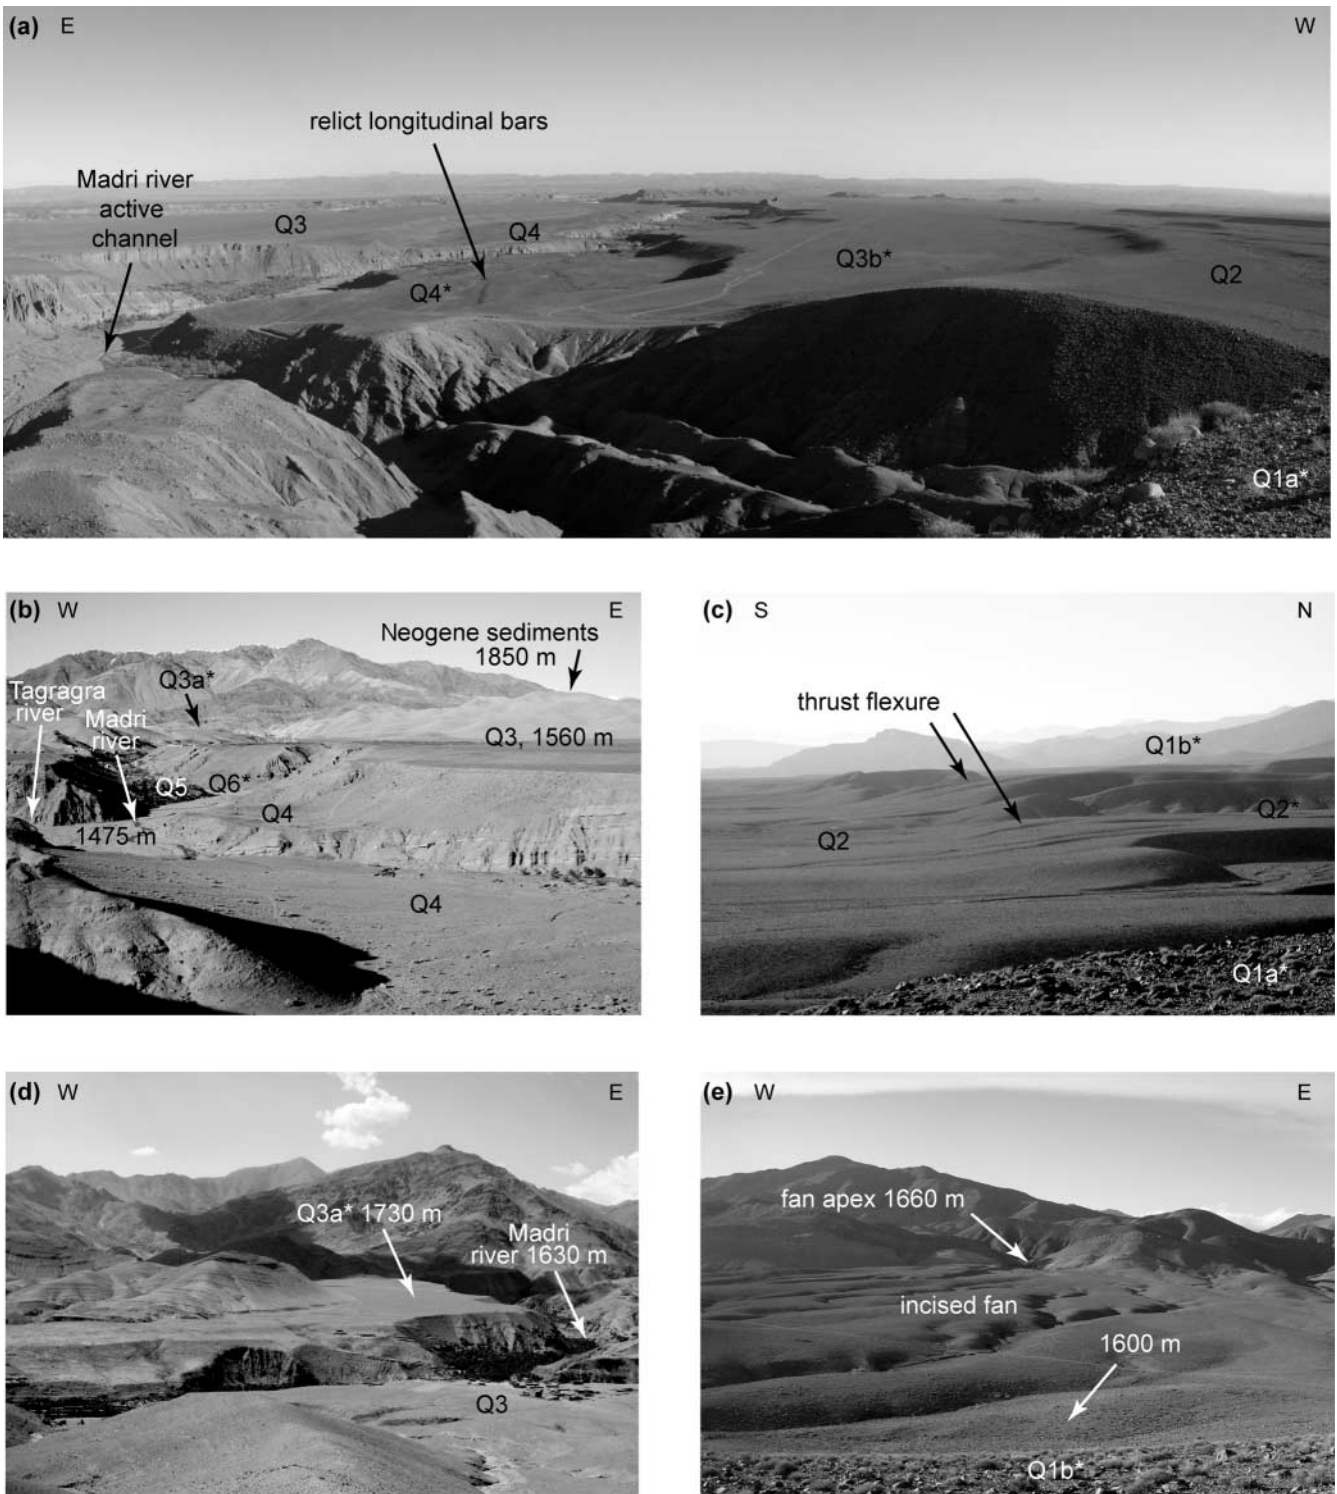 (a) E
W
relict longitudinal bars
Madri river
active
channel
Q3
Q4
Q3b*
Q2
Q4*
Q1a*
(b) W
E
Neogene sediments
1850 m
Q3a*
Tagragra
river
Madri
river
Q3, 1560 m
Q5
Q6*
Q4
1475 m
Q4
(c) S
N
thrust flexure
Q1b*
Q2*
Q2
Q1a*
(d) W
E
Q3a* 1730 m
Madri
river 1630 m
Q3
(e) W
E
fan apex 1660 m
incised fan
1600 m
Q1b*